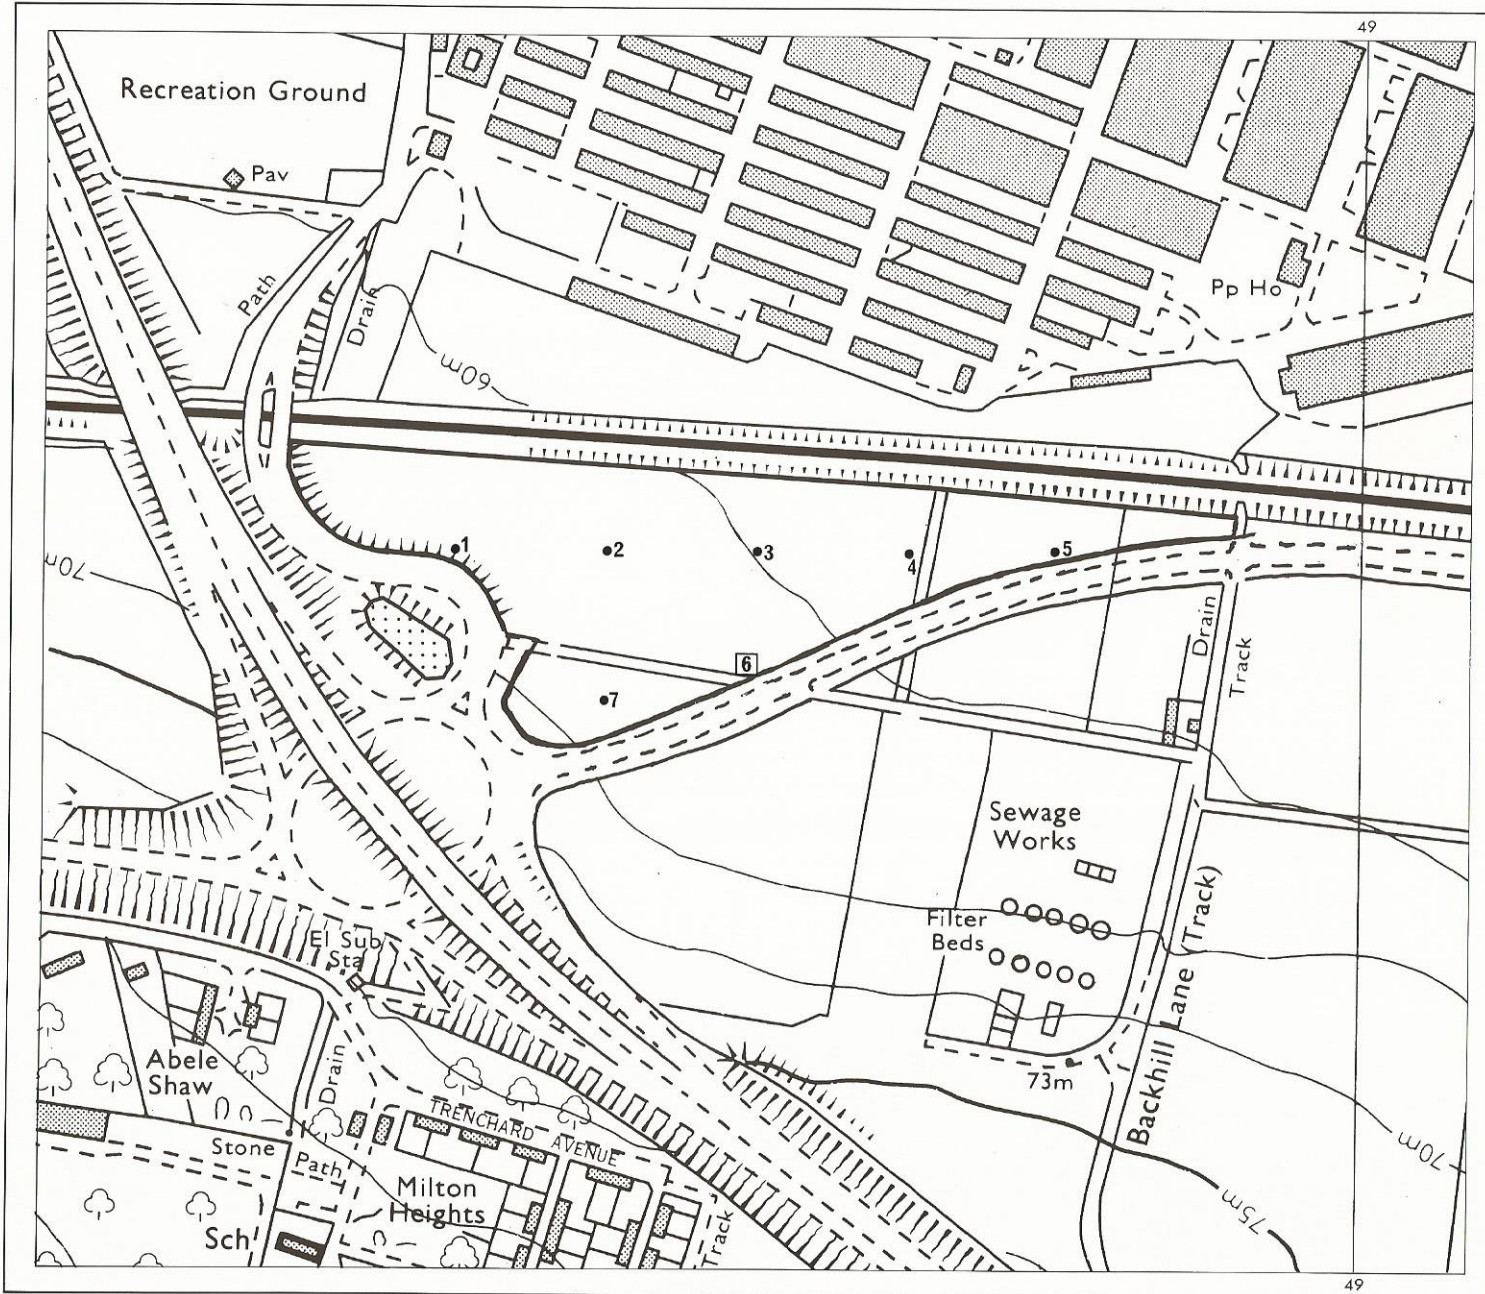 49
Recreation Ground
Pav
Path
Drain
Pp Ho
60m
1
2
3
4
5
70m
6
7
Drain
Track
Sewage
Works
Filter
Beds
El Sub
Sta
Abele
Shaw
Drain
73m
Backhill Lane (Track)
TRENCHARD AVENUE
Stone
Path
Milton
Heights
Sch
Track
70m
75m
49